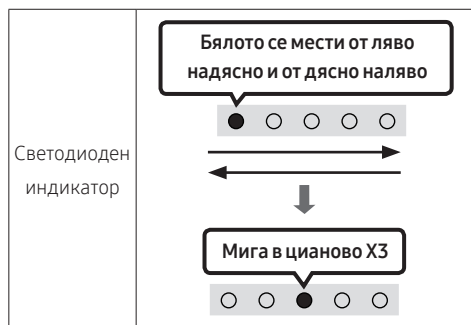 Бялото се мести от ляво
надясно и от дясно наляво
Светодиоден
индикатор
Мига в цианово X3